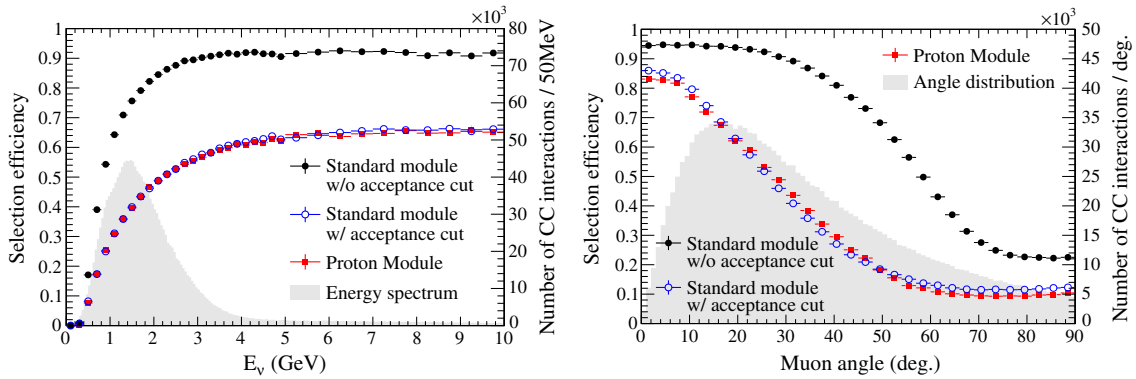 ×10³
Selection efficiency
1
0.9
0.8
0.7
0.6
0.5
0.4
0.3
0.2
0.1
0
80
70
60
50
40
30
20
10
0
Number of CC interactions / 50MeV
Standard module
w/o acceptance cut
Standard module
w/ acceptance cut
Proton Module
Energy spectrum
0 1 2 3 4 5 6 7 8 9 10
Eν (GeV)
×10³
Selection efficiency
1
0.9
0.8
0.7
0.6
0.5
0.4
0.3
0.2
0.1
0
50
45
40
35
30
25
20
15
10
5
0
Number of CC interactions / deg.
Proton Module
Angle distribution
Standard module
w/o acceptance cut
Standard module
w/ acceptance cut
0 10 20 30 40 50 60 70 80 90
Muon angle (deg.)